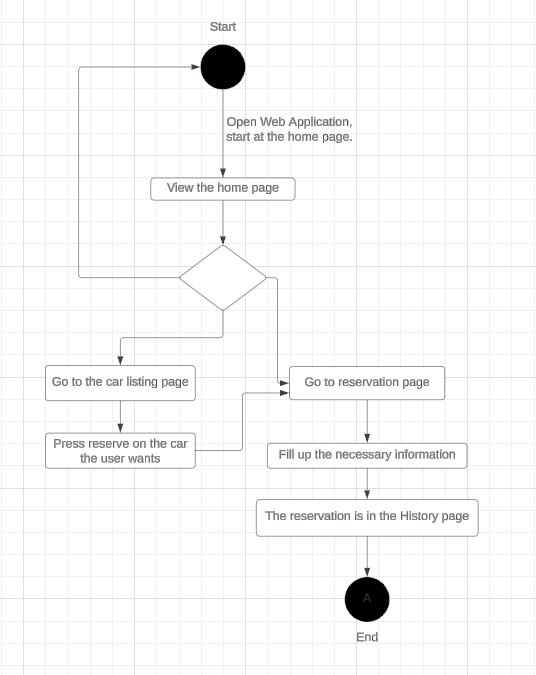 Start
Open Web Application,
start at the home page.
View the home page
Go to the car listing page
Go to reservation page
Press reserve on the car
the user wants
Fill up the necessary information
The reservation is in the History page
A
End